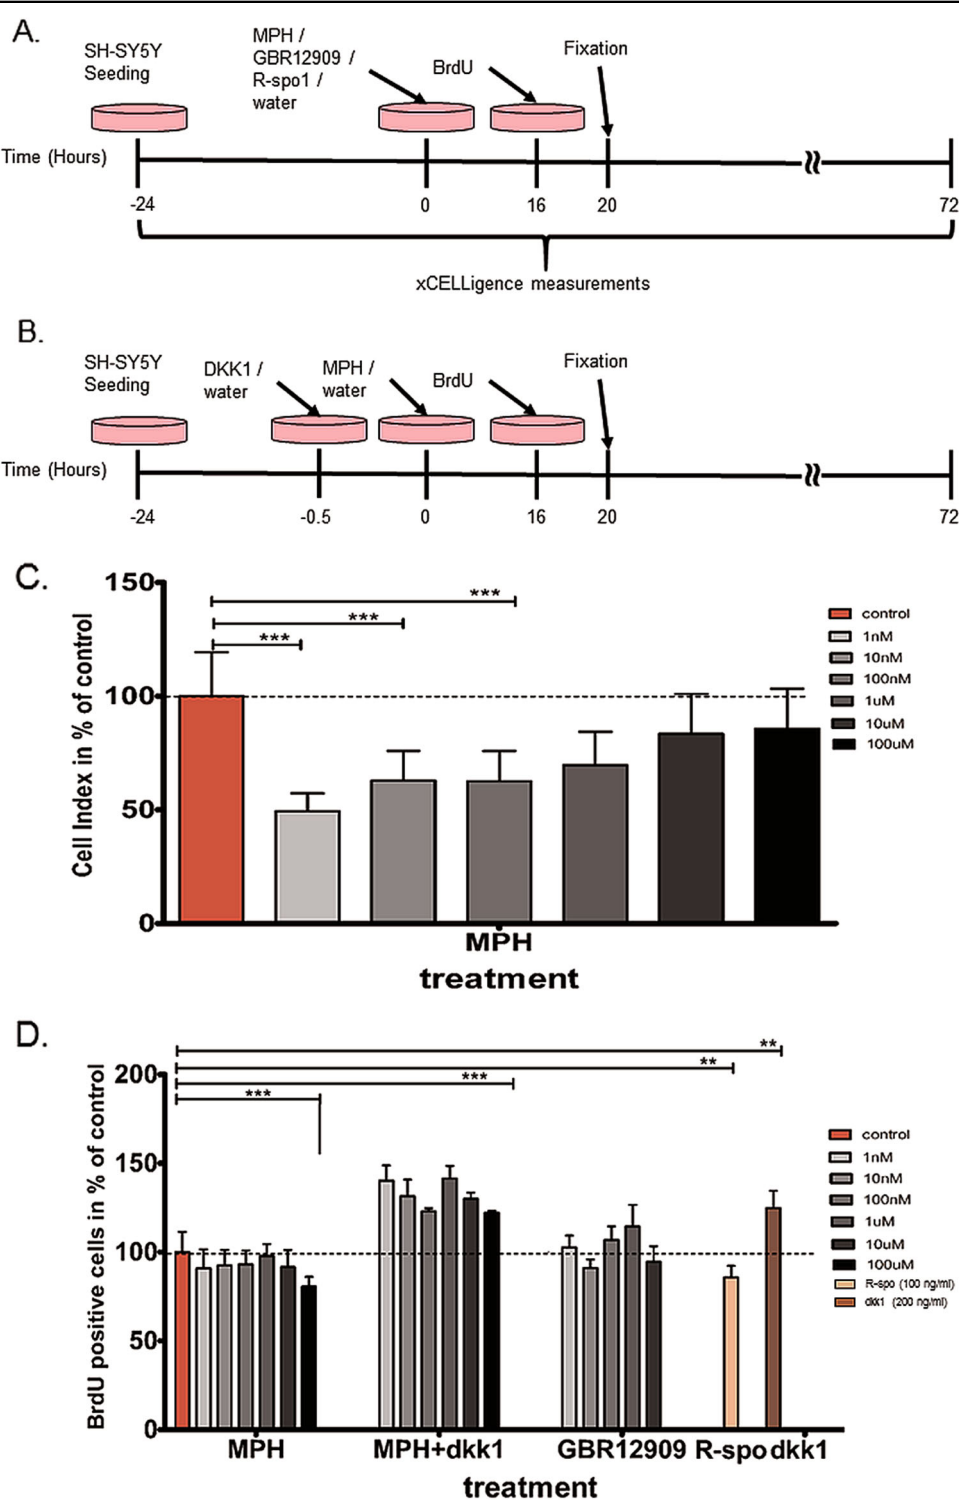 A.
SH-SY5Y
Seeding
MPH /
GBR12909 /
R-spo1 /
water
BrdU
Fixation
Time (Hours)
-24
0
16
20
72
xCELLigence measurements
B.
SH-SY5Y
Seeding
DKK1 /
water
MPH /
water
BrdU
Fixation
Time (Hours)
-24
-0.5
0
16
20
72
C.
Cell Index in % of control
150
100
50
0
***
***
***
MPH
treatment
control
1nM
10nM
100nM
1uM
10uM
100uM
D.
BrdU positive cells in % of control
200
150
100
50
0
**
**
***
***
MPH
MPH+dkk1
GBR12909
R-spo
dkk1
treatment
control
1nM
10nM
100nM
1uM
10uM
100uM
R-spo (100 ng/ml)
dkk1 (200 ng/ml)